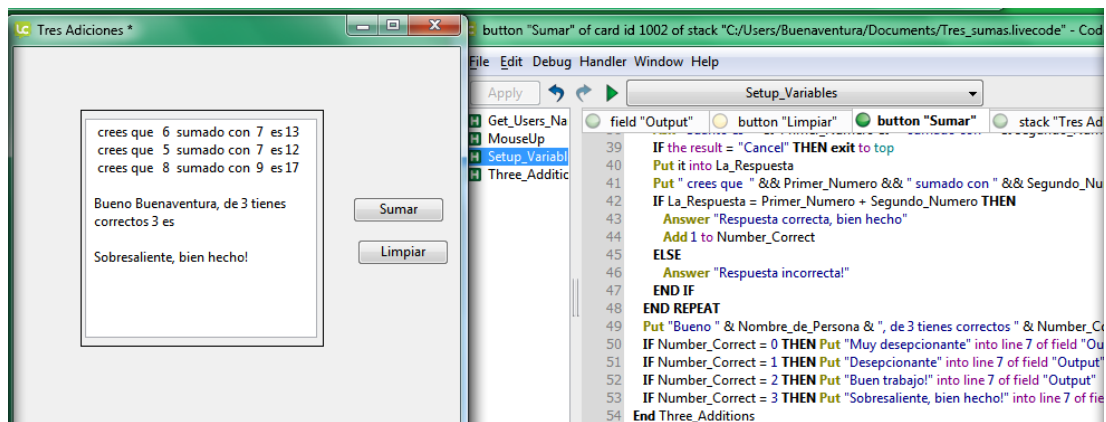 Tres Adiciones *
crees que 6 sumado con 7 es 13
crees que 5 sumado con 7 es 12
crees que 8 sumado con 9 es 17
Bueno Buenaventura, de 3 tienes
correctos 3 es
Sobresaliente, bien hecho!
Sumar
Limpiar
button "Sumar" of card id 1002 of stack "C:/Users/Buenaventura/Documents/Tres_sumas.livecode" - Cod
File Edit Debug Handler Window Help
Apply Setup_Variables
Get_Users_Na
MouseUp
Setup_Variabl
Three_Additic
field "Output" button "Limpiar" button "Sumar" stack "Tres Ad
39 IF the result = "Cancel" THEN exit to top
40 Put it into La_Respuesta
41 Put " crees que " && Primer_Numero && " sumado con " && Segundo_Nu
42 IF La_Respuesta = Primer_Numero + Segundo_Numero THEN
43 Answer "Respuesta correcta, bien hecho"
44 Add 1 to Number_Correct
45 ELSE
46 Answer "Respuesta incorrecta!"
47 END IF
48 END REPEAT
49 Put "Bueno " & Nombre_de_Persona & ", de 3 tienes correctos " & Number_Co
50 IF Number_Correct = 0 THEN Put "Muy desepcionante" into line 7 of field "Ou
51 IF Number_Correct = 1 THEN Put "Desepcionante" into line 7 of field "Output"
52 IF Number_Correct = 2 THEN Put "Buen trabajo!" into line 7 of field "Output"
53 IF Number_Correct = 3 THEN Put "Sobresaliente, bien hecho!" into line 7 of fie
54 End Three_Additions